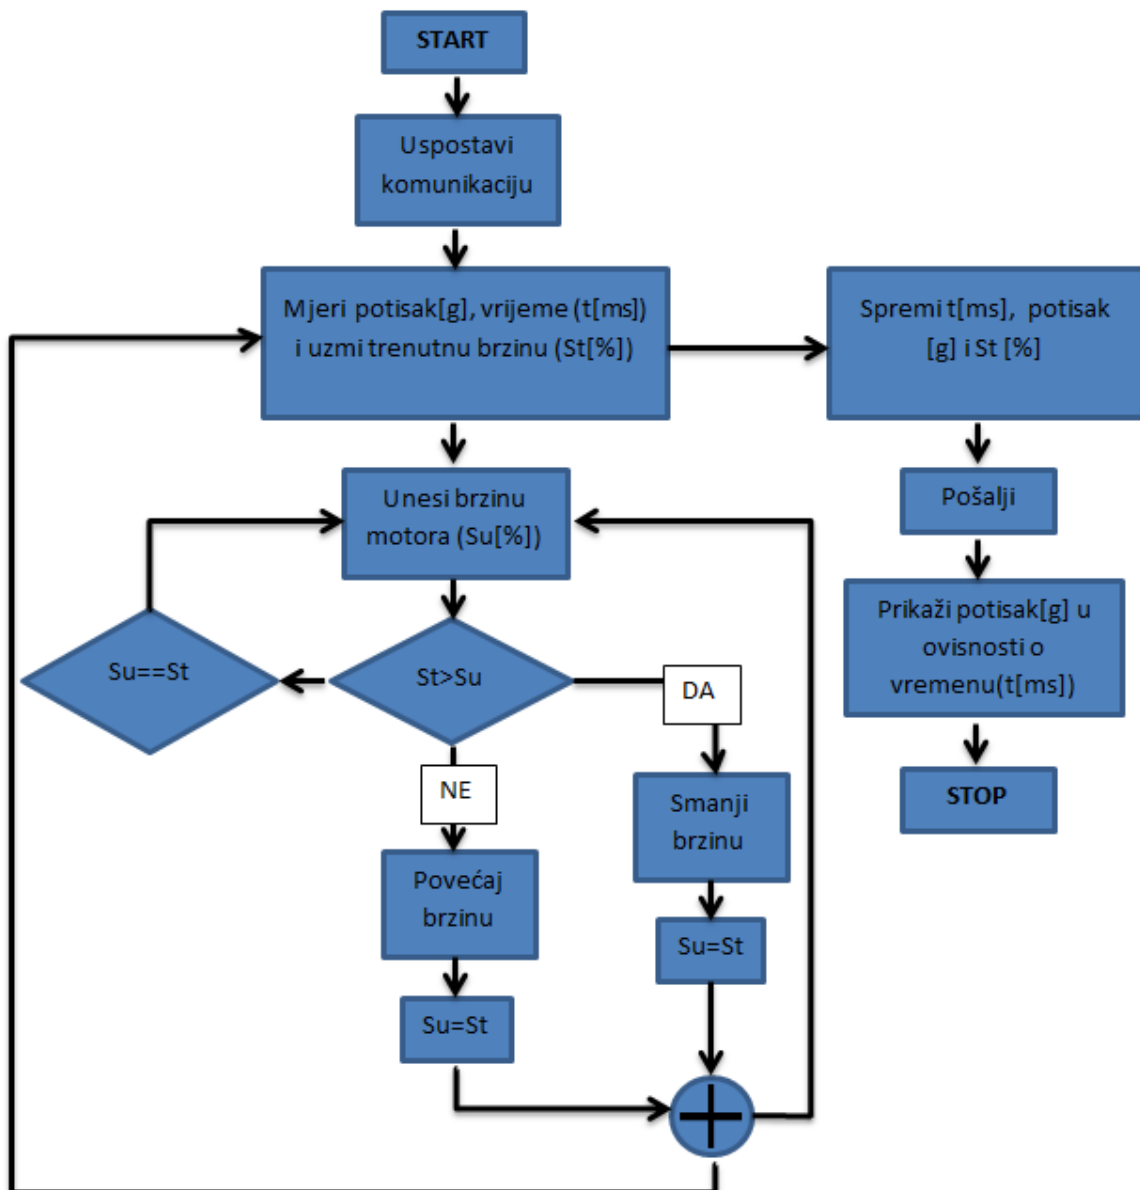 START
Uspostavi
komunikaciju
Mjeri potisak[g], vrijeme (t[ms])
i uzmi trenutnu brzinu (St[%])
Spremi t[ms], potisak
[g] i St [%]
Unesi brzinu
motora (Su[%])
Pošalji
Prikaži potisak[g] u
ovisnosti o
vremenu(t[ms])
Su==St
St>Su
DA
NE
STOP
Smanji
brzinu
Povećaj
brzinu
Su=St
Su=St